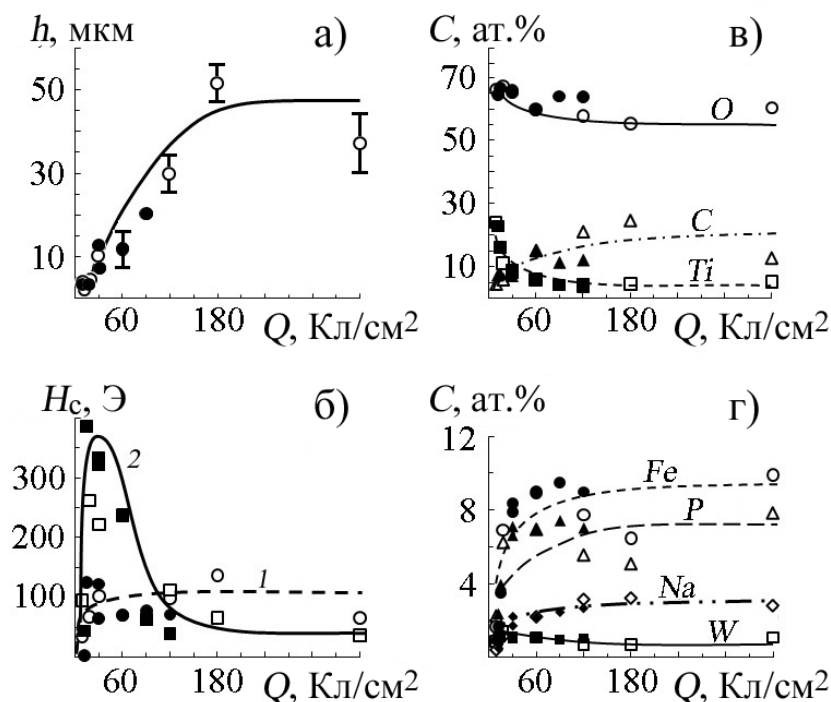 h, мкм
а)
50
30
10
60
180
Q, Кл/см²
C, ат.%
в)
70
50
30
10
O
C
Ti
60
180
Q, Кл/см²
Hс, Э
б)
300
200
100
2
1
60
180
Q, Кл/см²
C, ат.%
г)
12
8
4
Fe
P
Na
W
60
180
Q, Кл/см²